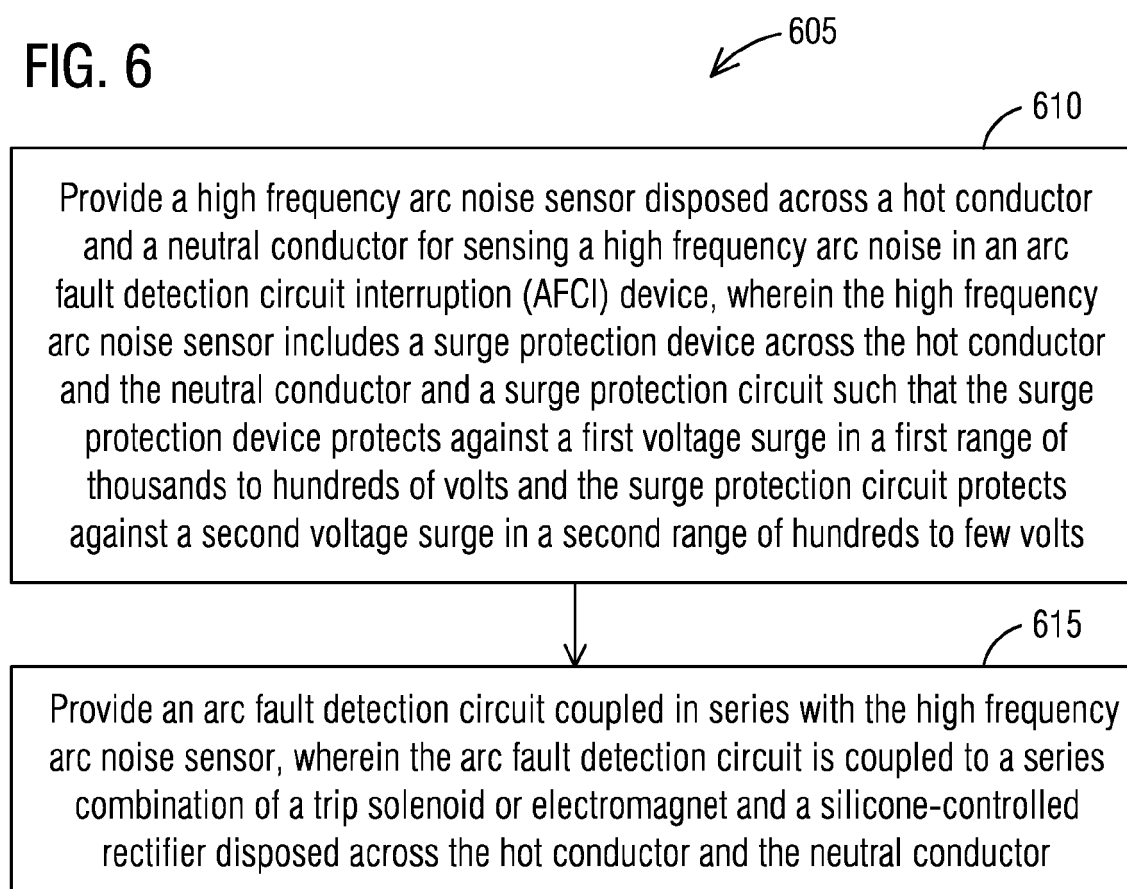 FIG. 6
605
610
Provide a high frequency arc noise sensor disposed across a hot conductor
and a neutral conductor for sensing a high frequency arc noise in an arc
fault detection circuit interruption (AFCI) device, wherein the high frequency
arc noise sensor includes a surge protection device across the hot conductor
and the neutral conductor and a surge protection circuit such that the surge
protection device protects against a first voltage surge in a first range of
thousands to hundreds of volts and the surge protection circuit protects
against a second voltage surge in a second range of hundreds to few volts
615
Provide an arc fault detection circuit coupled in series with the high frequency
arc noise sensor, wherein the arc fault detection circuit is coupled to a series
combination of a trip solenoid or electromagnet and a silicone-controlled
rectifier disposed across the hot conductor and the neutral conductor